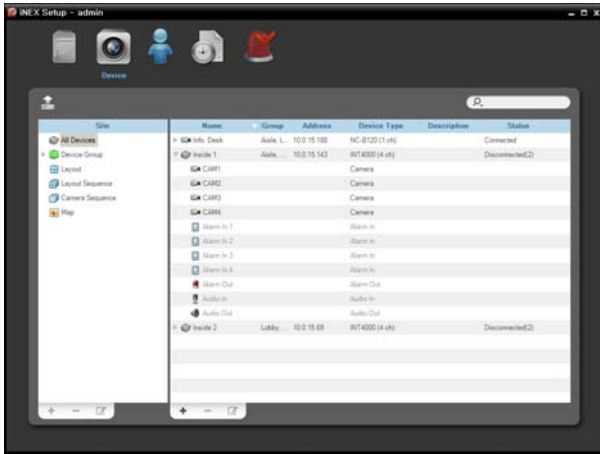 iNEX Setup - admin
Device
Site
All Devices
Device Group
Layout
Layout Sequence
Camera Sequence
Map
Name Group Address Device Type Description Status
Info. Desk Aisle, L... 10.0.15.188 NC-B120 (1 ch) Connected
Inside 1 Aisle, ... 10.0.15.143 INT4000 (4 ch) Disconnected(2)
CAM1 Camera
CAM2 Camera
CAM3 Camera
CAM4 Camera
Alarm In 1 Alarm In
Alarm In 2 Alarm In
Alarm In 3 Alarm In
Alarm In 4 Alarm In
Alarm Out Alarm Out
Audio In Audio In
Audio Out Audio Out
Inside 2 Lobby, ... 10.0.15.69 INT4000 (4 ch) Disconnected(2)